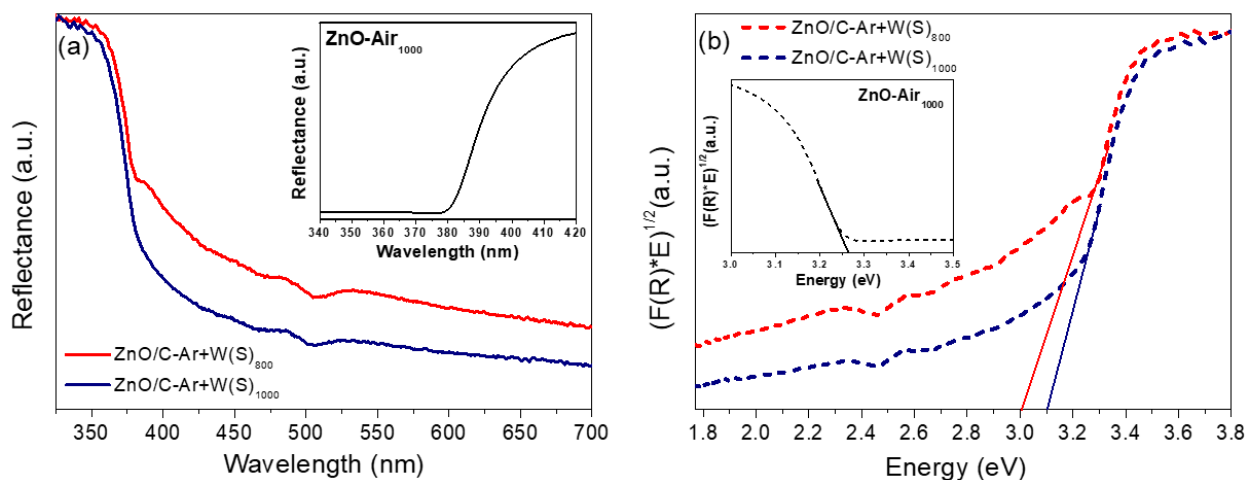 (a)
Reflectance (a.u.)
350 400 450 500 550 600 650 700
Wavelength (nm)
ZnO/C-Ar+W(S)800
ZnO/C-Ar+W(S)1000
ZnO-Air1000
Reflectance (a.u.)
340 350 360 370 380 390 400 410 420
Wavelength (nm)
(b)
ZnO/C-Ar+W(S)800
ZnO/C-Ar+W(S)1000
(F(R)*E)1/2 (a.u.)
1.8 2.0 2.2 2.4 2.6 2.8 3.0 3.2 3.4 3.6 3.8
Energy (eV)
ZnO-Air1000
(F(R)*E)1/2(a.u.)
3.0 3.1 3.2 3.3 3.4 3.5
Energy (eV)